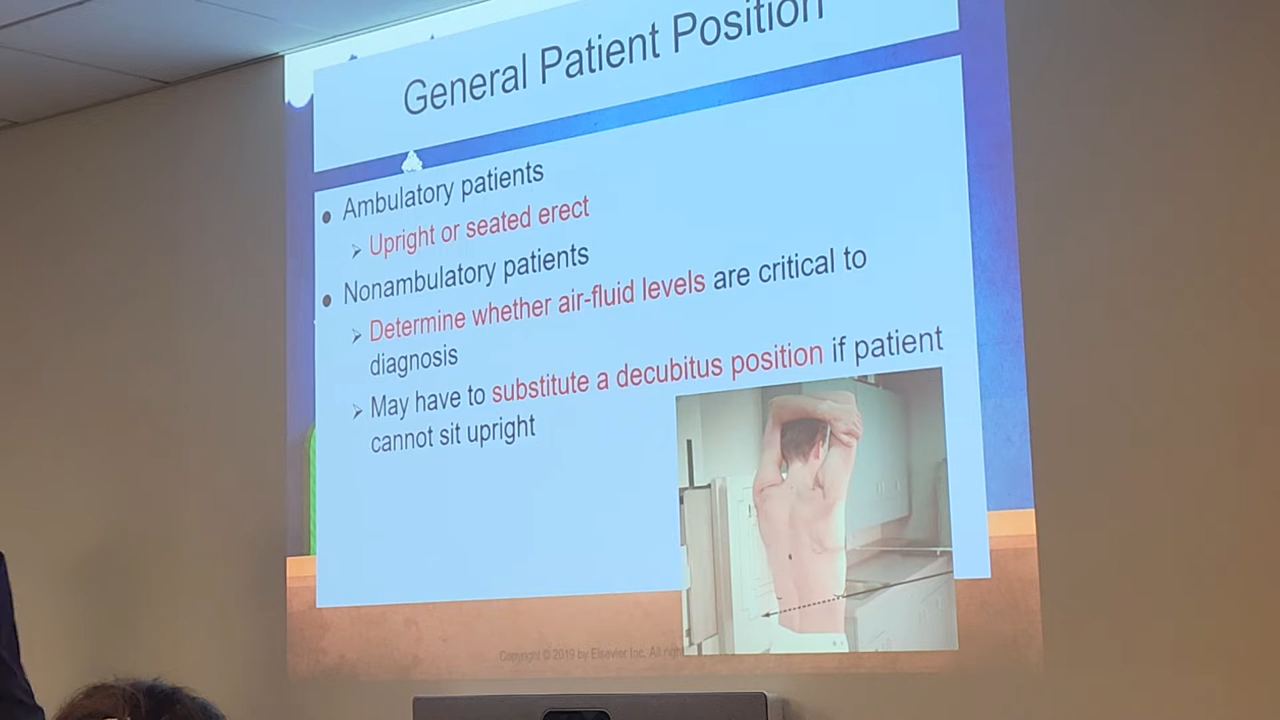 General Patient Position
• Ambulatory patients
➢ Upright or seated erect
• Nonambulatory patients
➢ Determine whether air-fluid levels are critical to
diagnosis
➢ May have to substitute a decubitus position if patient
cannot sit upright
Copyright © 2019 by Elsevier Inc. All